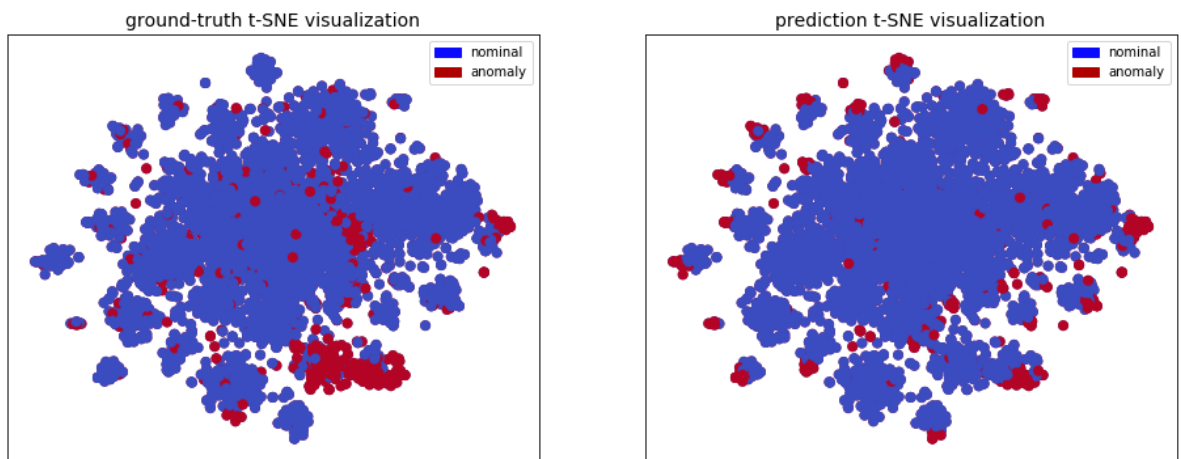 ground-truth t-SNE visualization
nominal
anomaly
prediction t-SNE visualization
nominal
anomaly